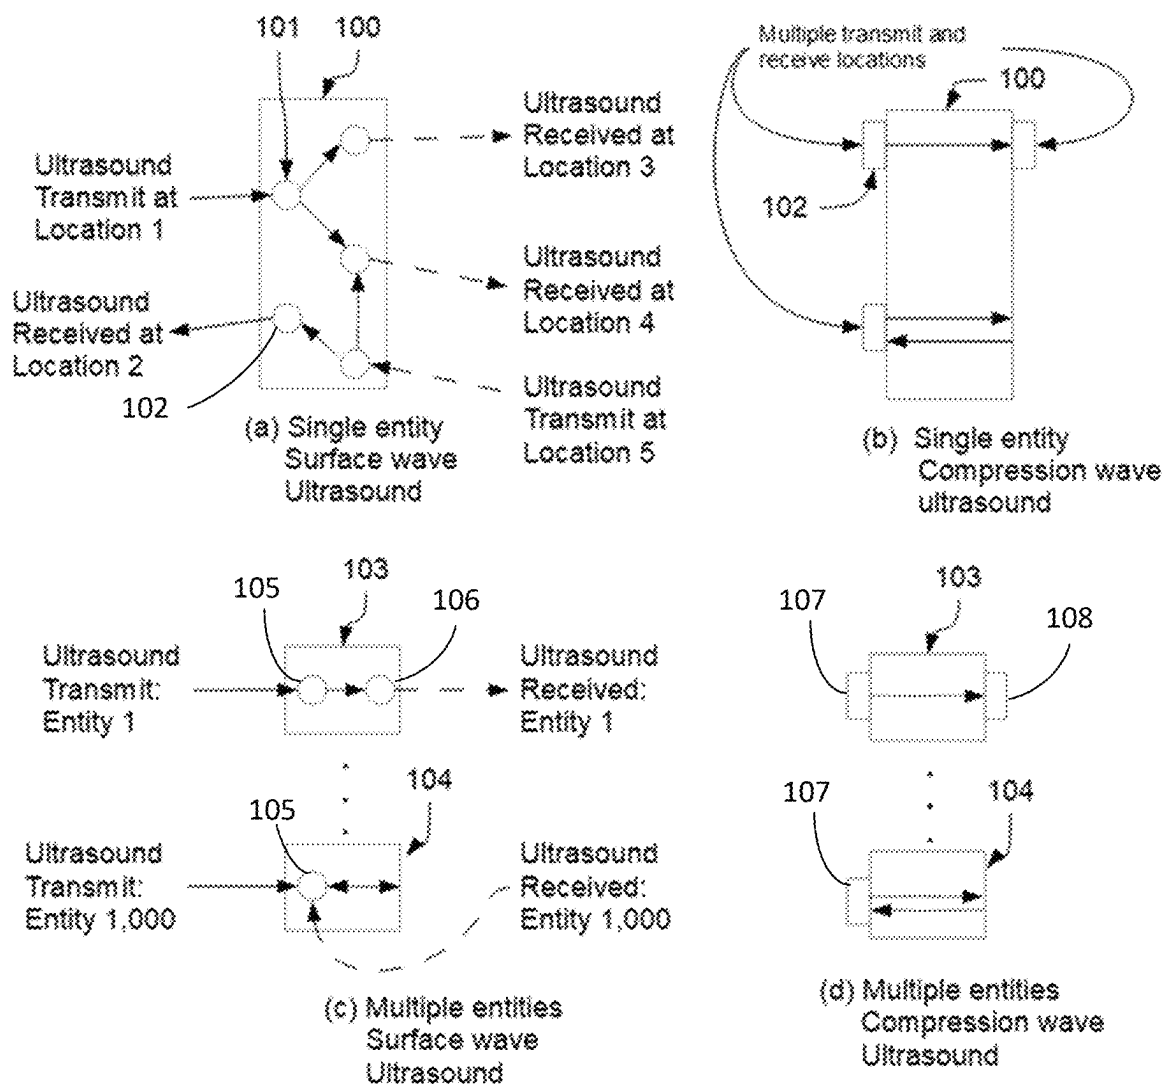 101
100
Ultrasound
Transmit at
Location 1
Ultrasound
Received at
Location 3
Ultrasound
Received at
Location 4
Ultrasound
Received at
Location 2
102
Ultrasound
Transmit at
Location 5
(a) Single entity
Surface wave
Ultrasound
Multiple transmit and
receive locations
100
102
(b) Single entity
Compression wave
ultrasound
103
105
106
Ultrasound
Transmit:
Entity 1
Ultrasound
Received:
Entity 1
104
105
Ultrasound
Transmit:
Entity 1,000
Ultrasound
Received:
Entity 1,000
(c) Multiple entities
Surface wave
Ultrasound
103
107
108
107
104
(d) Multiple entities
Compression wave
Ultrasound